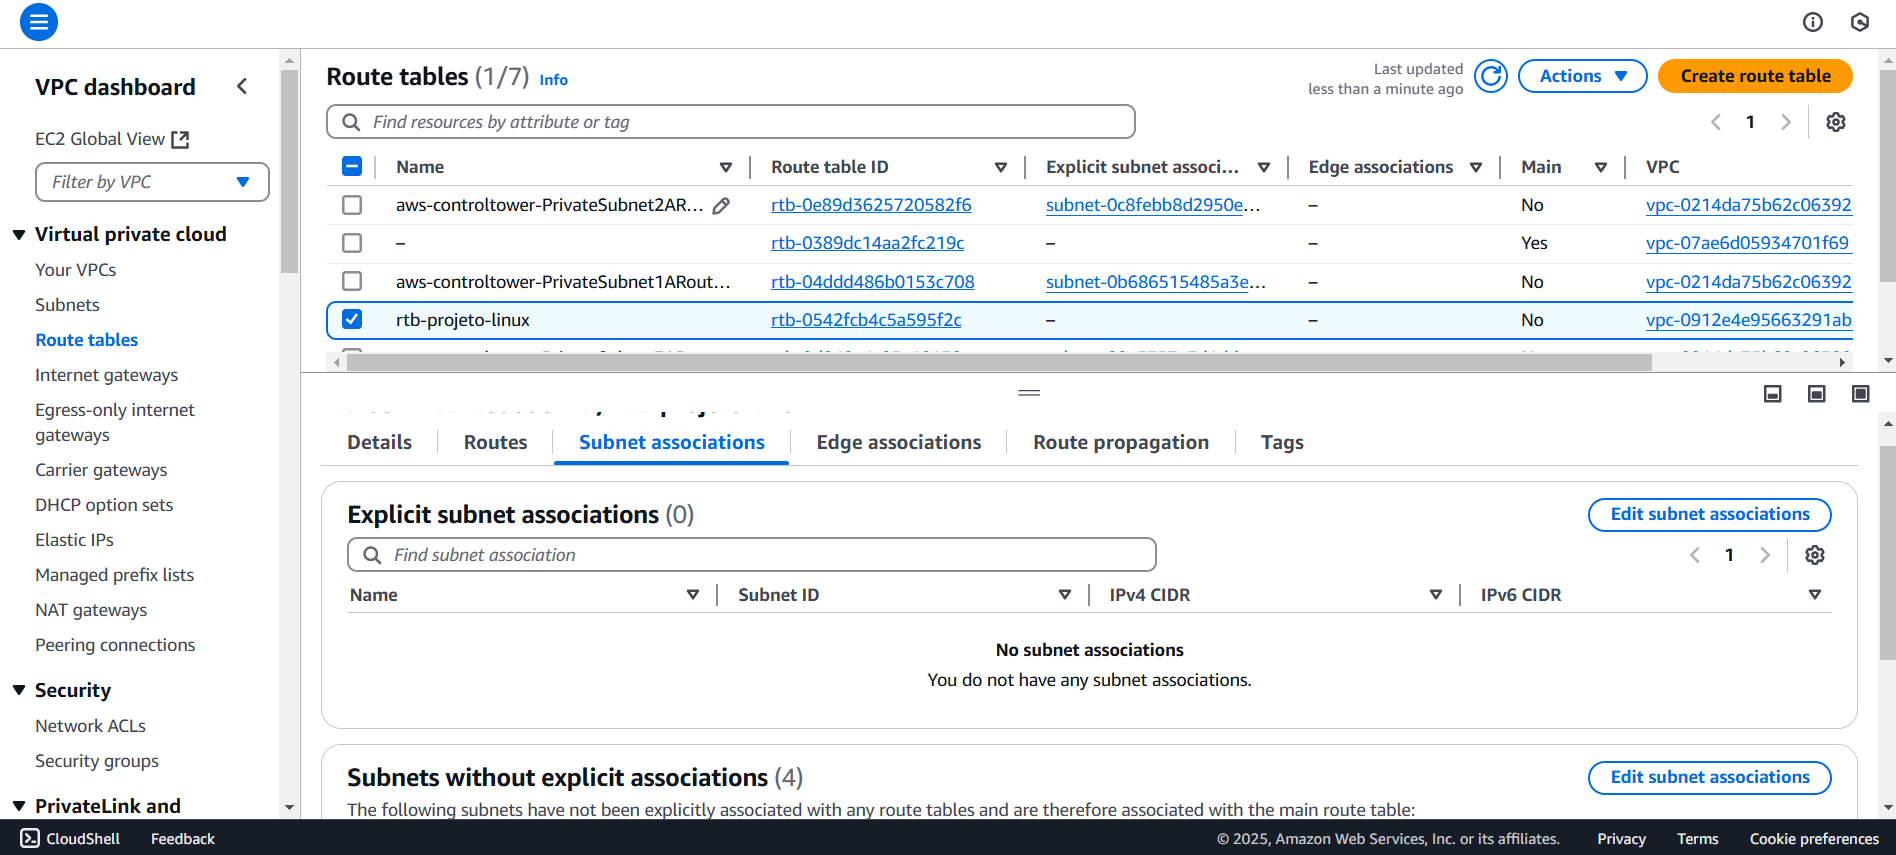 VPC dashboard
EC2 Global View
Filter by VPC
Virtual private cloud
Your VPCs
Subnets
Route tables
Internet gateways
Egress-only internet
gateways
Carrier gateways
DHCP option sets
Elastic IPs
Managed prefix lists
NAT gateways
Peering connections
Security
Network ACLs
Security groups
PrivateLink and
Route tables (1/7) Info
Last updated
less than a minute ago
Actions
Create route table
Find resources by attribute or tag
1
Name Route table ID Explicit subnet associ... Edge associations Main VPC
aws-controltower-PrivateSubnet2AR... rtb-0e89d3625720582f6 subnet-0c8febb8d2950e... – No vpc-0214da75b62c06392
– rtb-0389dc14aa2fc219c – – Yes vpc-07ae6d05934701f69
aws-controltower-PrivateSubnet1ARout... rtb-04ddd486b0153c708 subnet-0b686515485a3e... – No vpc-0214da75b62c06392
rtb-projeto-linux rtb-0542fcb4c5a595f2c – – No vpc-0912e4e95663291ab
Details Routes Subnet associations Edge associations Route propagation Tags
Explicit subnet associations (0)
Edit subnet associations
Find subnet association
1
Name Subnet ID IPv4 CIDR IPv6 CIDR
No subnet associations
You do not have any subnet associations.
Subnets without explicit associations (4)
Edit subnet associations
The following subnets have not been explicitly associated with any route tables and are therefore associated with the main route table:
CloudShell Feedback © 2025, Amazon Web Services, Inc. or its affiliates. Privacy Terms Cookie preferences